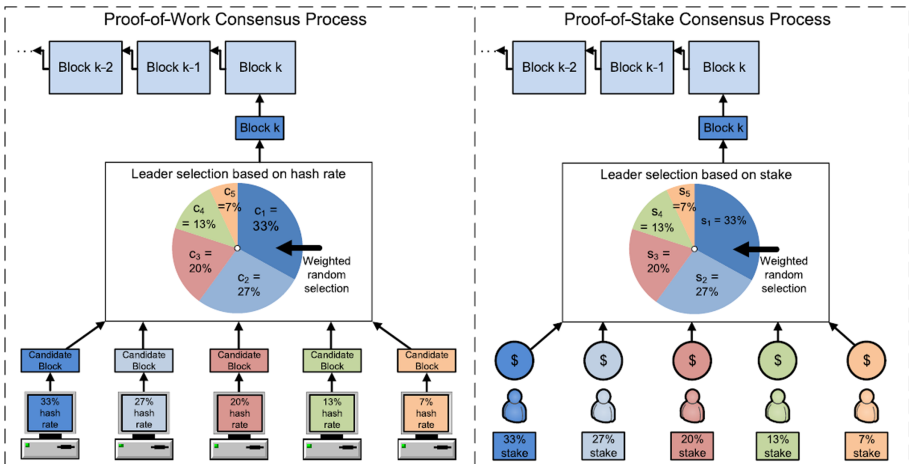 Proof-of-Work Consensus Process
...
Block k-2
Block k-1
Block k
Block k
Leader selection based on hash rate
c5
=7%
c4
= 13%
c1 =
33%
c3 =
20%
c2 =
27%
Weighted
random
selection
Candidate
Block
Candidate
Block
Candidate
Block
Candidate
Block
Candidate
Block
33%
hash
rate
27%
hash
rate
20%
hash
rate
13%
hash
rate
7%
hash
rate
Proof-of-Stake Consensus Process
...
Block k-2
Block k-1
Block k
Block k
Leader selection based on stake
s5
=7%
s4
= 13%
s1 = 33%
s3 =
20%
s2 =
27%
Weighted
random
selection
$
$
$
$
$
33%
stake
27%
stake
20%
stake
13%
stake
7%
stake